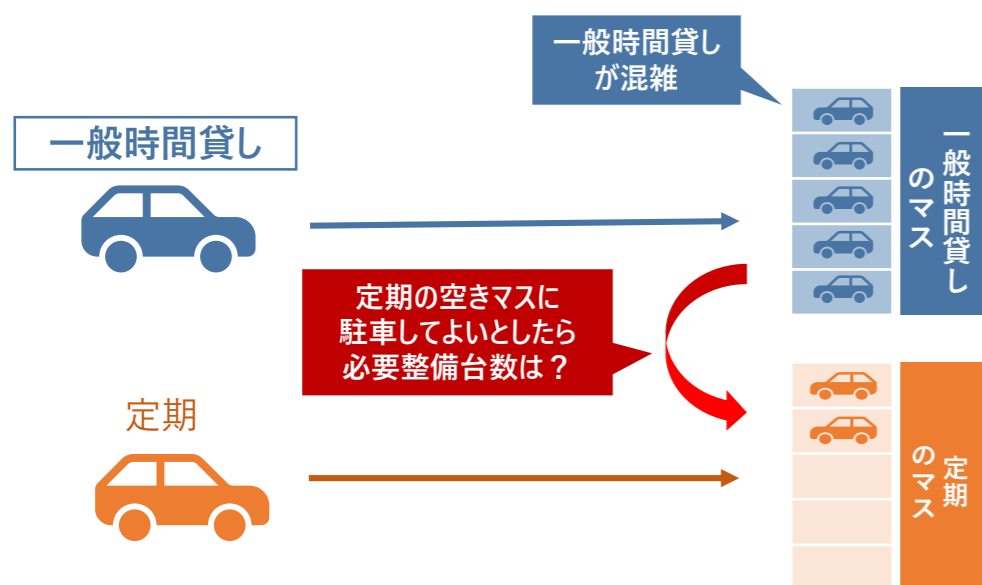 一般時間貸し
が混雑
一般時間貸し
一般時間貸し
のマス
定期の空きマスに
駐車してよいとしたら
必要整備台数は？
定期
定期
のマス